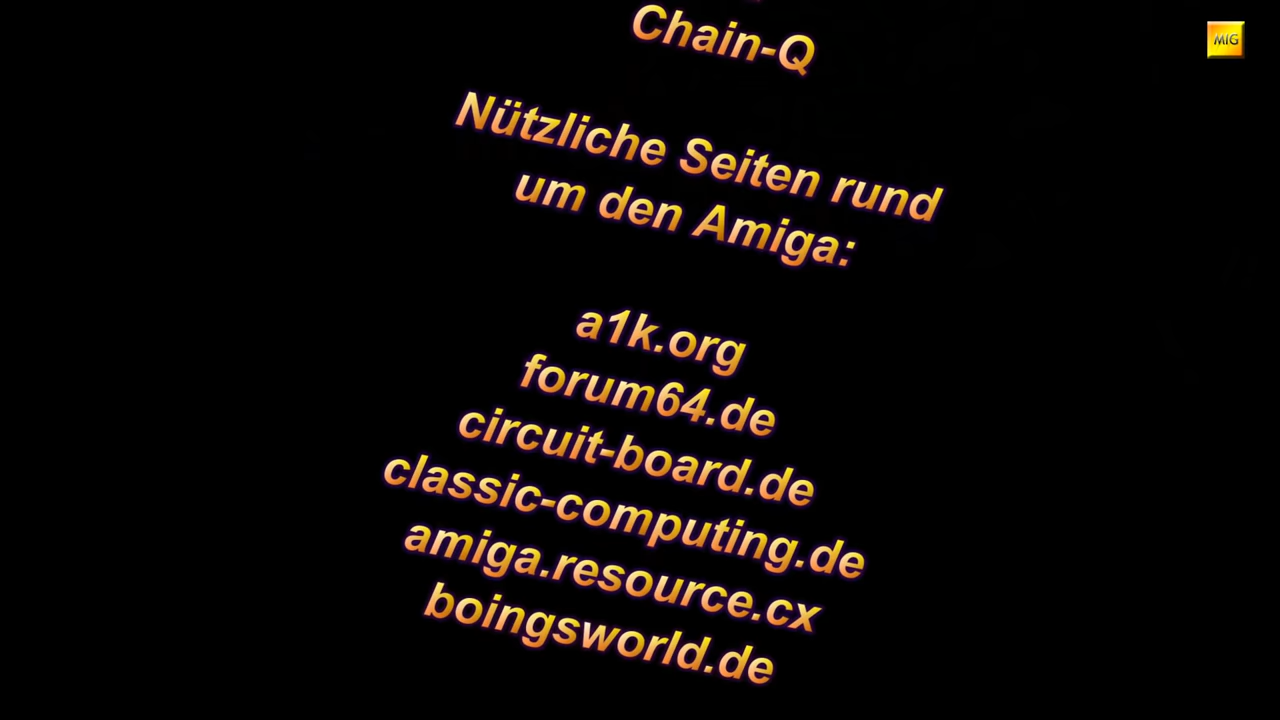 Chain-Q
Nützliche Seiten rund
um den Amiga:
a1k.org
forum64.de
circuit-board.de
classic-computing.de
amiga.resource.cx
boingsworld.de
MIG